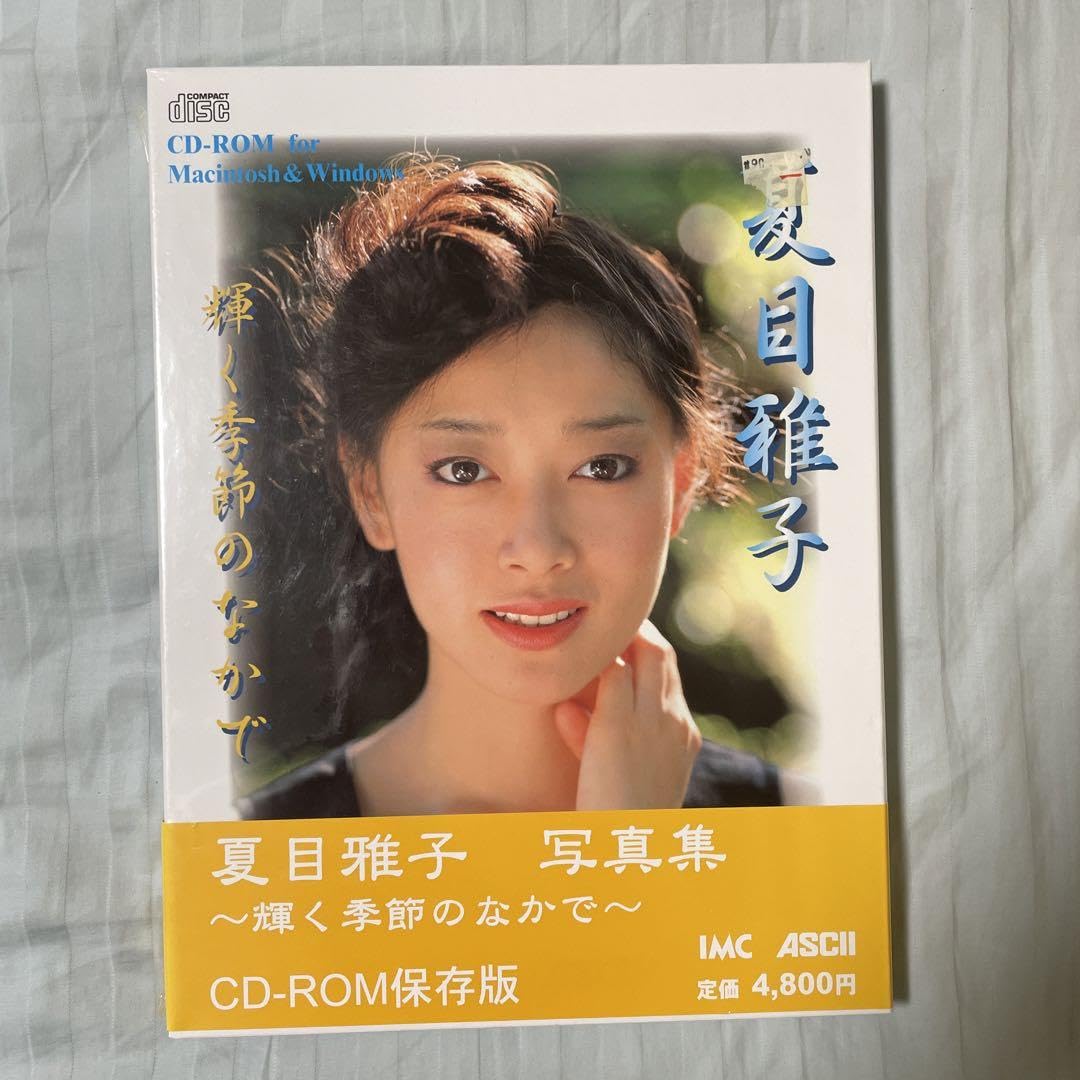 COMPACT
disc
CD-ROM for
Macintosh & Windows
夏目雅子
輝く季節のなかで
夏目雅子 写真集
〜輝く季節のなかで〜
CD-ROM保存版
IMC ASCII
定価 4,800円